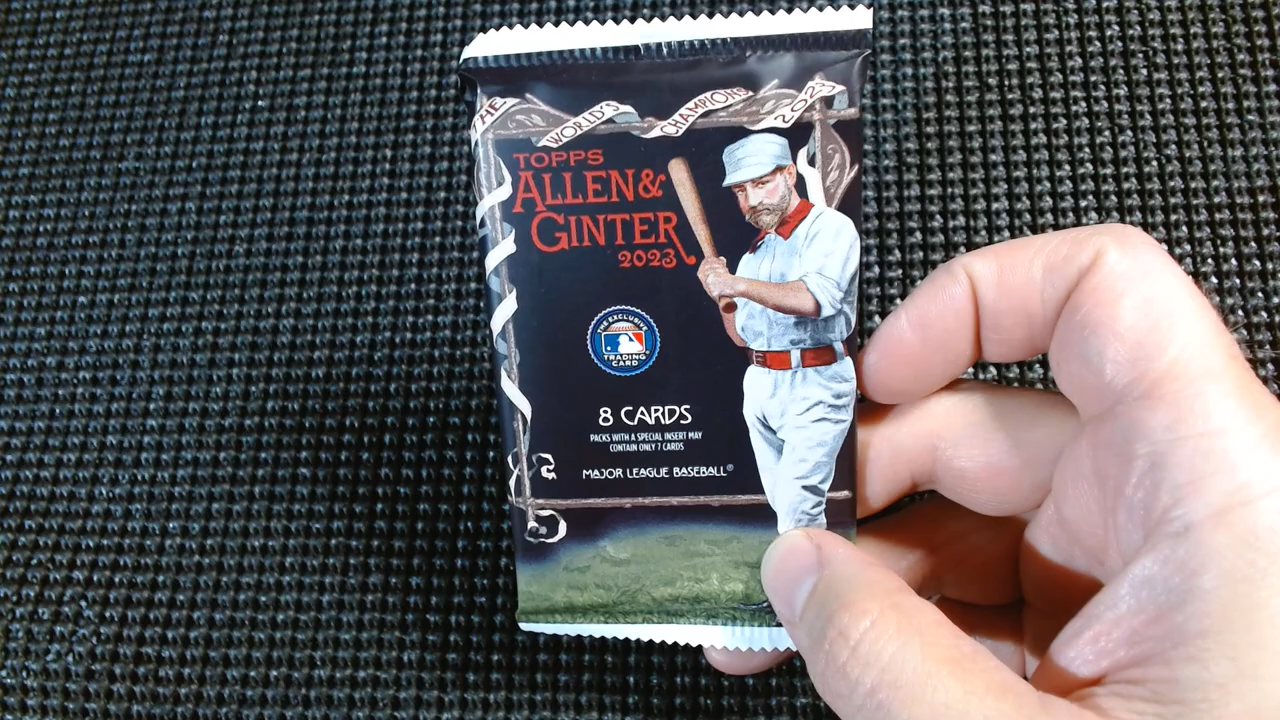 THE WORLD'S CHAMPIONS 2023
TOPPS
ALLEN &
GINTER
2023
THE EXCLUSIVE
TRADING
CARD
8 CARDS
PACKS WITH A SPECIAL INSERT MAY
CONTAIN ONLY 7 CARDS
MAJOR LEAGUE BASEBALL®